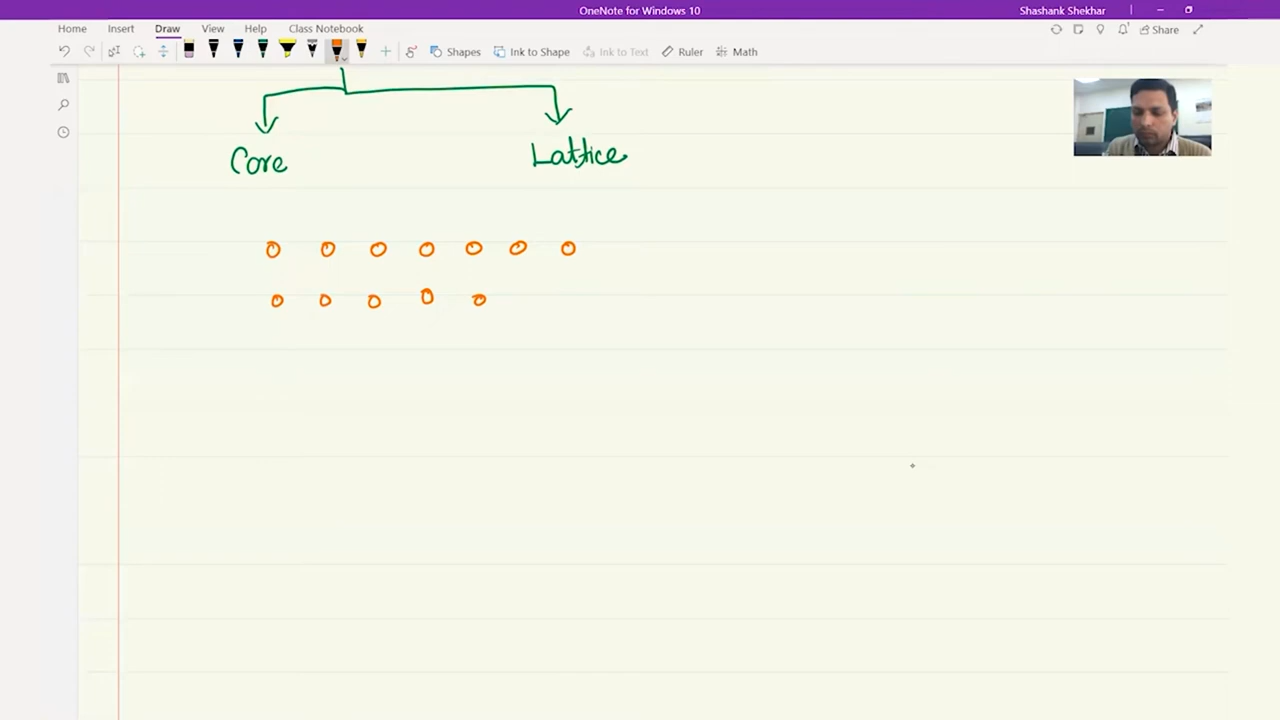 OneNote for Windows 10
Shashank Shekhar
Home Insert Draw View Help Class Notebook
Share
Shapes Ink to Shape Ink to Text Ruler Math
Core Lattice